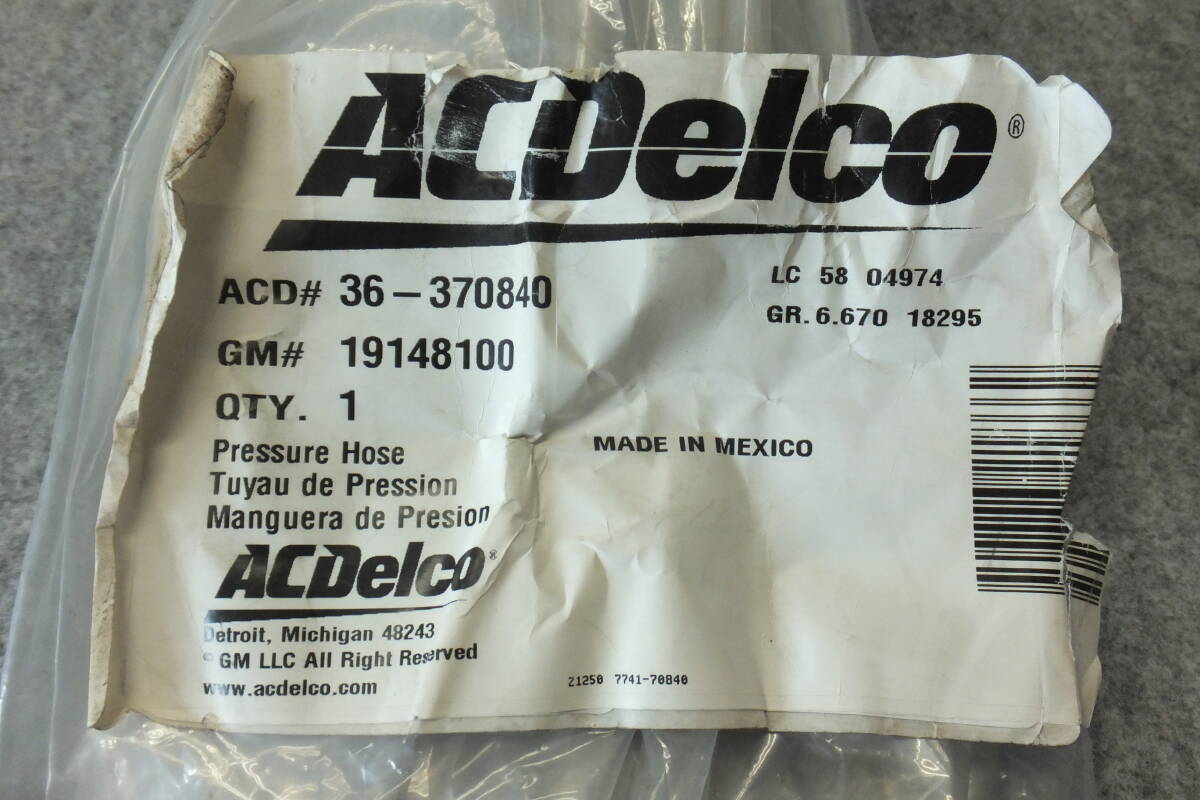 ACDelco®
ACD# 36-370840
LC 58 04974
GR. 6.670 18295
GM# 19148100
QTY. 1
MADE IN MEXICO
Pressure Hose
Tuyau de Pression
Manguera de Presion
ACDelco®
Detroit, Michigan 48243
© GM LLC All Right Reserved
www.acdelco.com
21250 7741-70840